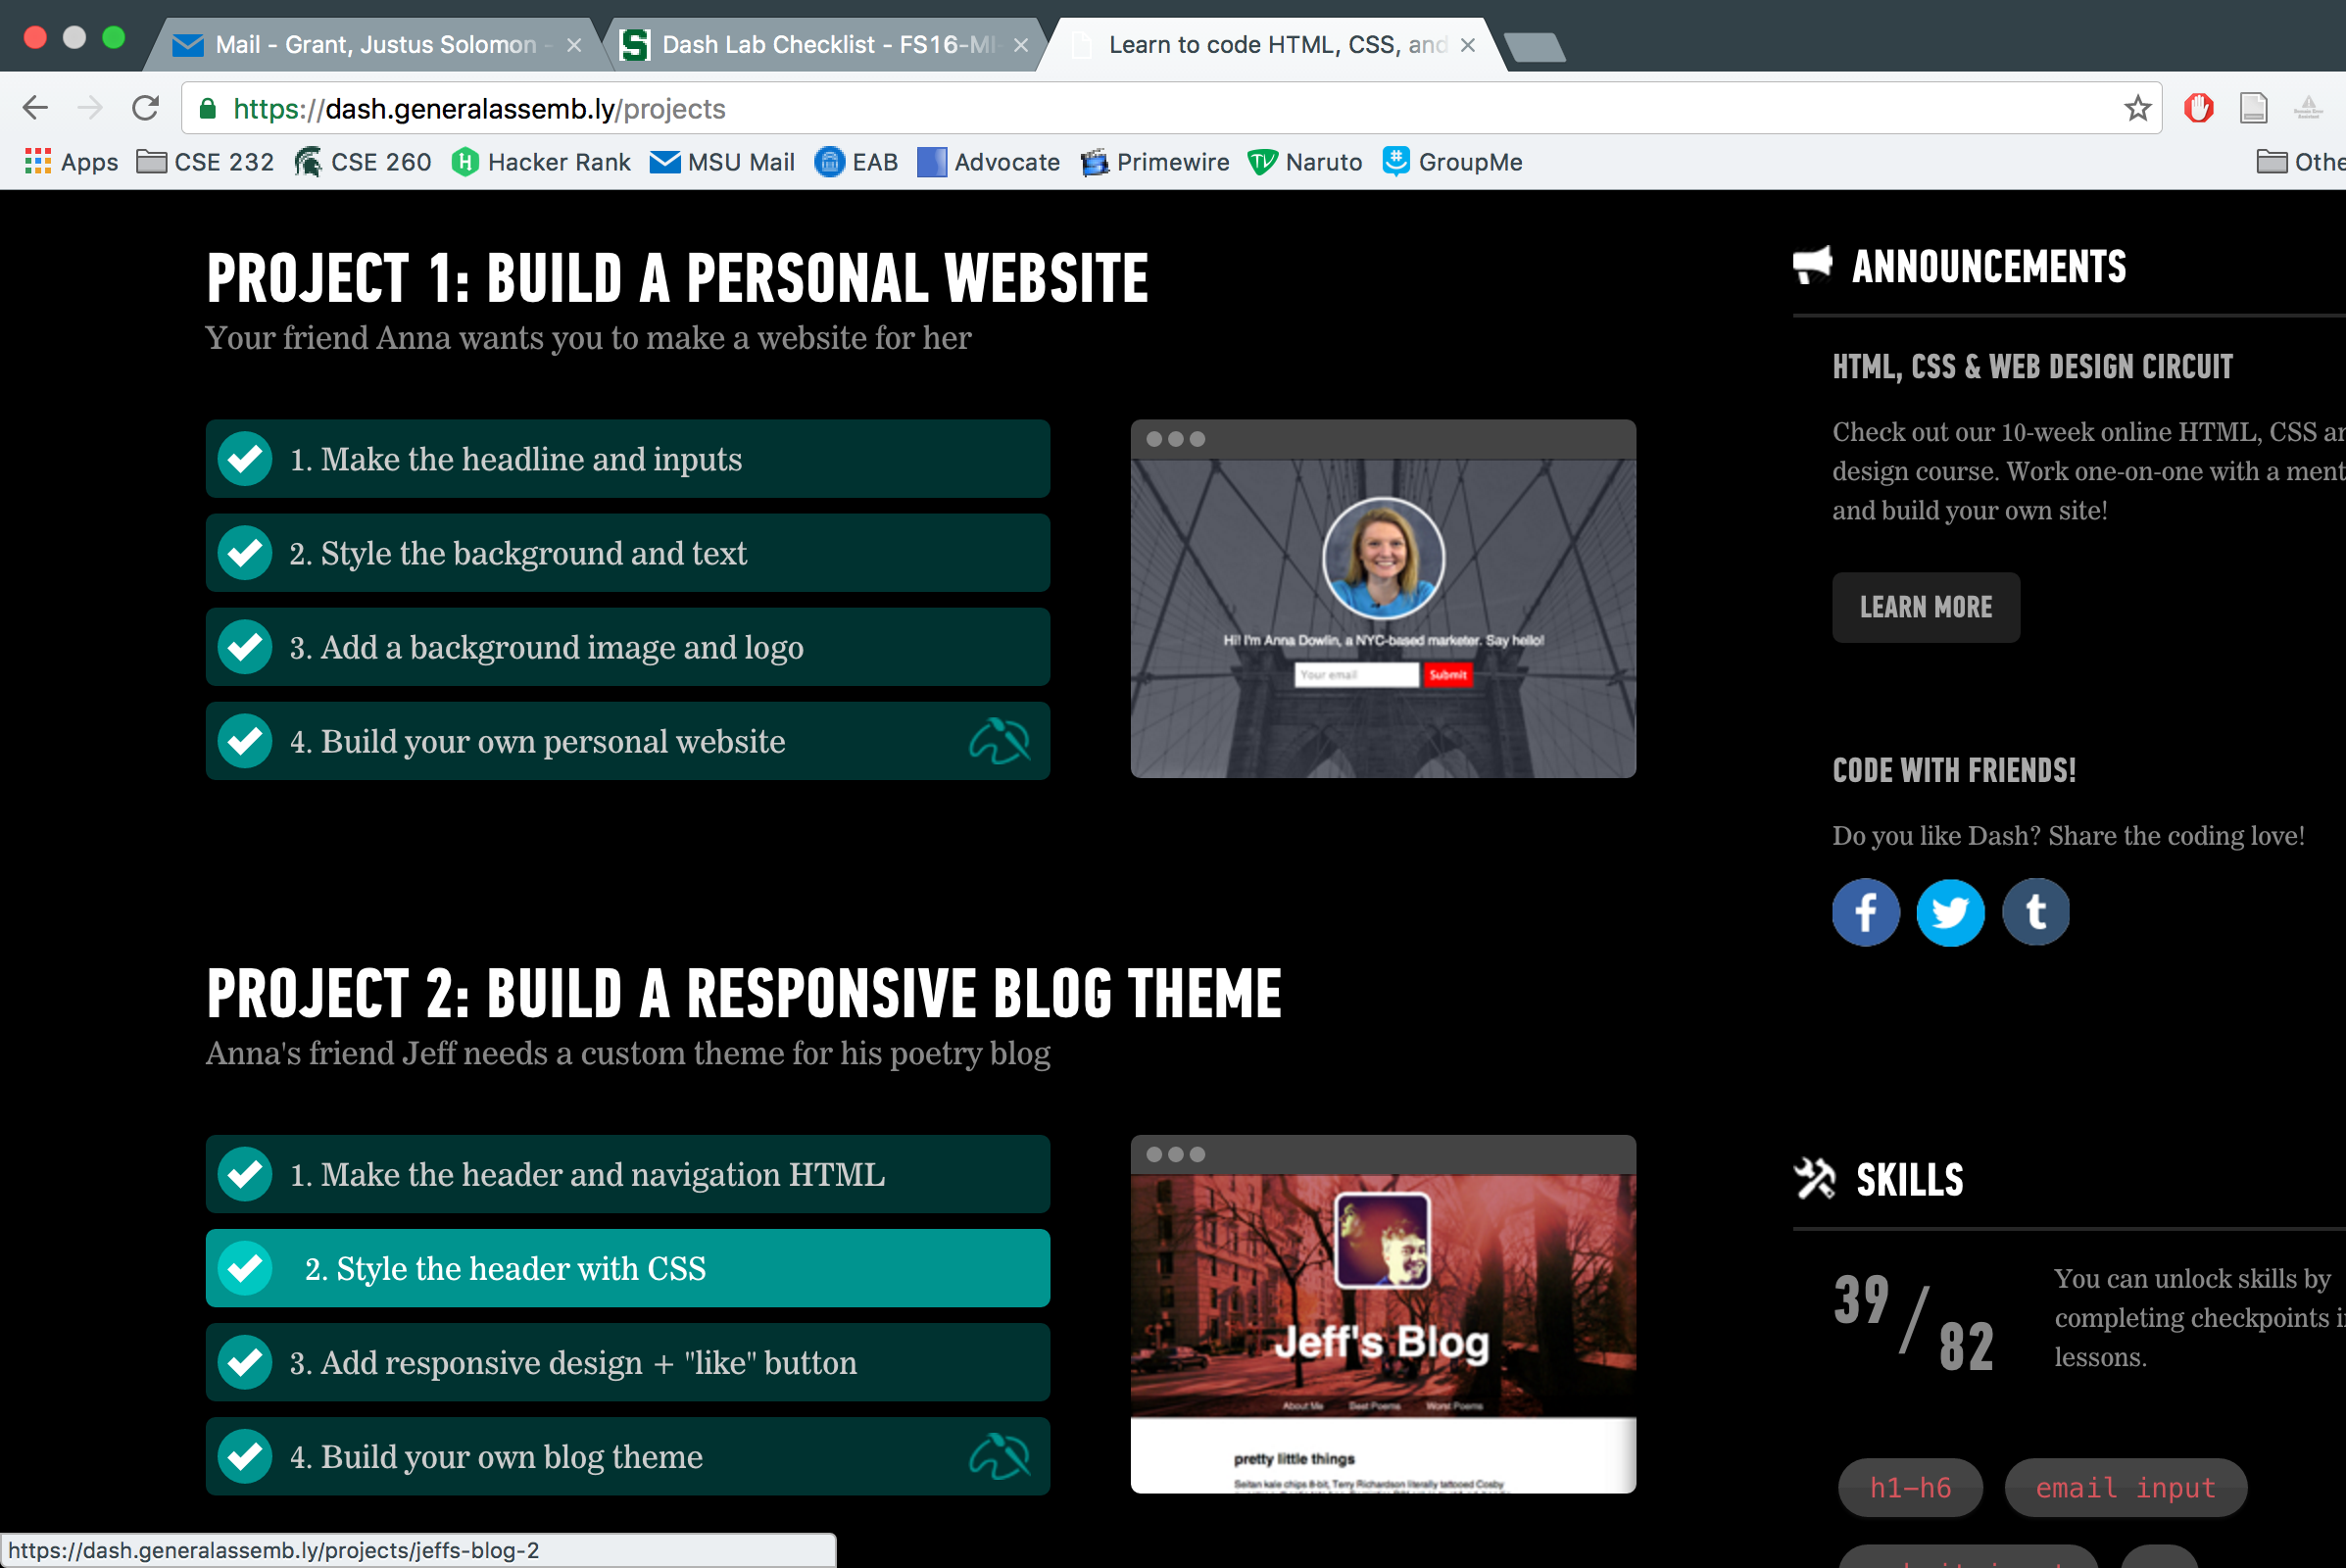 Mail - Grant, Justus Solomon -
Dash Lab Checklist - FS16-MI-
Learn to code HTML, CSS, and
https://dash.generalassemb.ly/projects
Apps
CSE 232
CSE 260
Hacker Rank
MSU Mail
EAB
Advocate
Primewire
Naruto
GroupMe
Othe
PROJECT 1: BUILD A PERSONAL WEBSITE
Your friend Anna wants you to make a website for her
1. Make the headline and inputs
2. Style the background and text
3. Add a background image and logo
4. Build your own personal website
Hi! I'm Anna Dowlin, a NYC-based marketer. Say hello!
Your email
Submit
PROJECT 2: BUILD A RESPONSIVE BLOG THEME
Anna's friend Jeff needs a custom theme for his poetry blog
1. Make the header and navigation HTML
2. Style the header with CSS
3. Add responsive design + "like" button
4. Build your own blog theme
Jeff's Blog
About Me
Best Poems
Worst Poems
pretty little things
Seitan kale chips 8-bit, Terry Richardson literally tattooed Cosby
ANNOUNCEMENTS
HTML, CSS & WEB DESIGN CIRCUIT
Check out our 10-week online HTML, CSS ar
design course. Work one-on-one with a ment
and build your own site!
LEARN MORE
CODE WITH FRIENDS!
Do you like Dash? Share the coding love!
SKILLS
39/82
You can unlock skills by
completing checkpoints i
lessons.
h1-h6
email input
https://dash.generalassemb.ly/projects/jeffs-blog-2